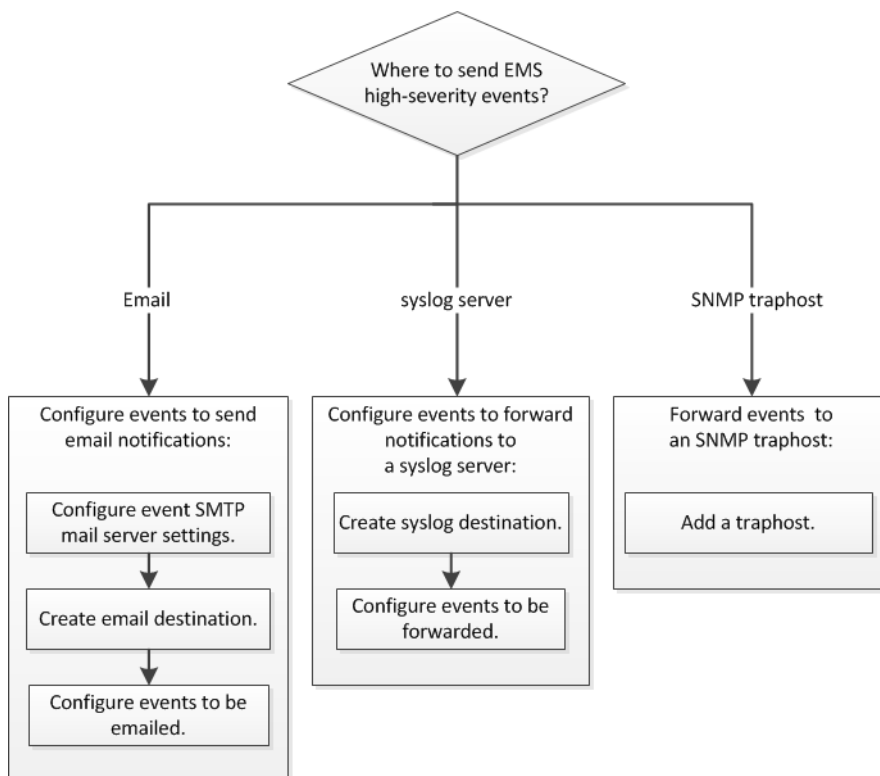 Where to send EMS
high-severity events?
Email
syslog server
SNMP traphost
Configure events to send
email notifications:
Configure event SMTP
mail server settings.
Create email destination.
Configure events to be
emailed.
Configure events to forward
notifications to
a syslog server:
Create syslog destination.
Configure events to be
forwarded.
Forward events to
an SNMP traphost:
Add a traphost.